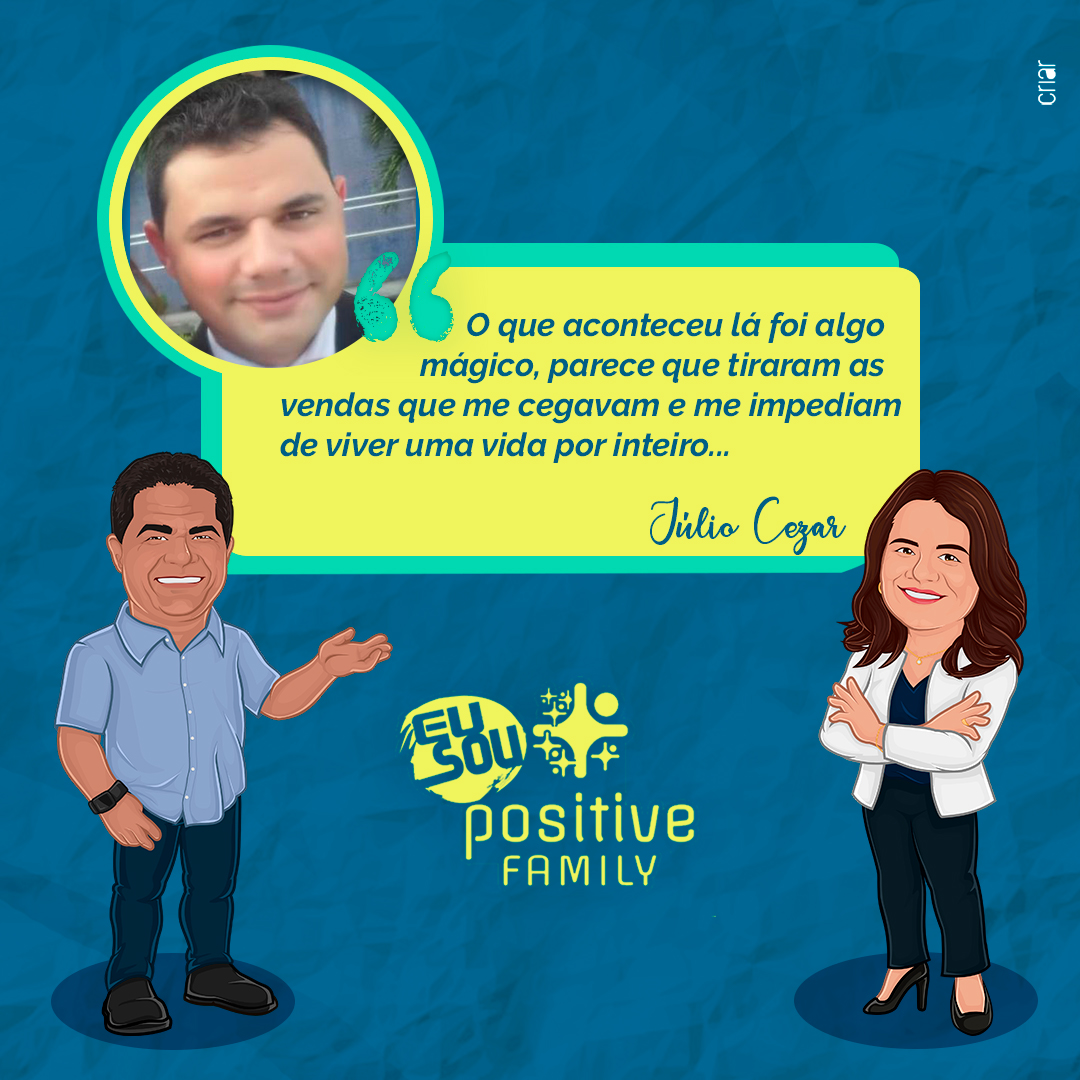 criar
O que aconteceu lá foi algo
mágico, parece que tiraram as
vendas que me cegavam e me impediam
de viver uma vida por inteiro...
Júlio Cezar
EU
SOU
positive
FAMILY